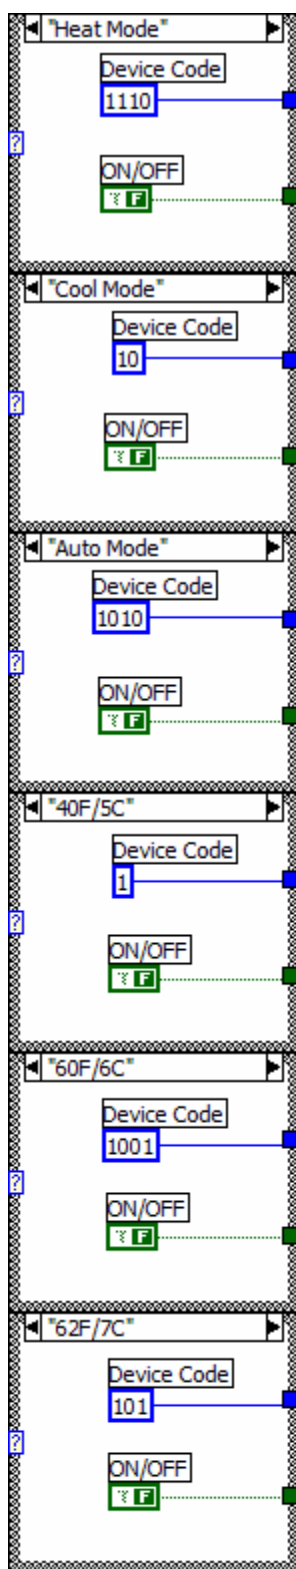 "Heat Mode"
Device Code
1110
?
ON/OFF
F
"Cool Mode"
Device Code
10
?
ON/OFF
F
"Auto Mode"
Device Code
1010
?
ON/OFF
F
"40F/5C"
Device Code
1
?
ON/OFF
F
"60F/6C"
Device Code
1001
?
ON/OFF
F
"62F/7C"
Device Code
101
?
ON/OFF
F